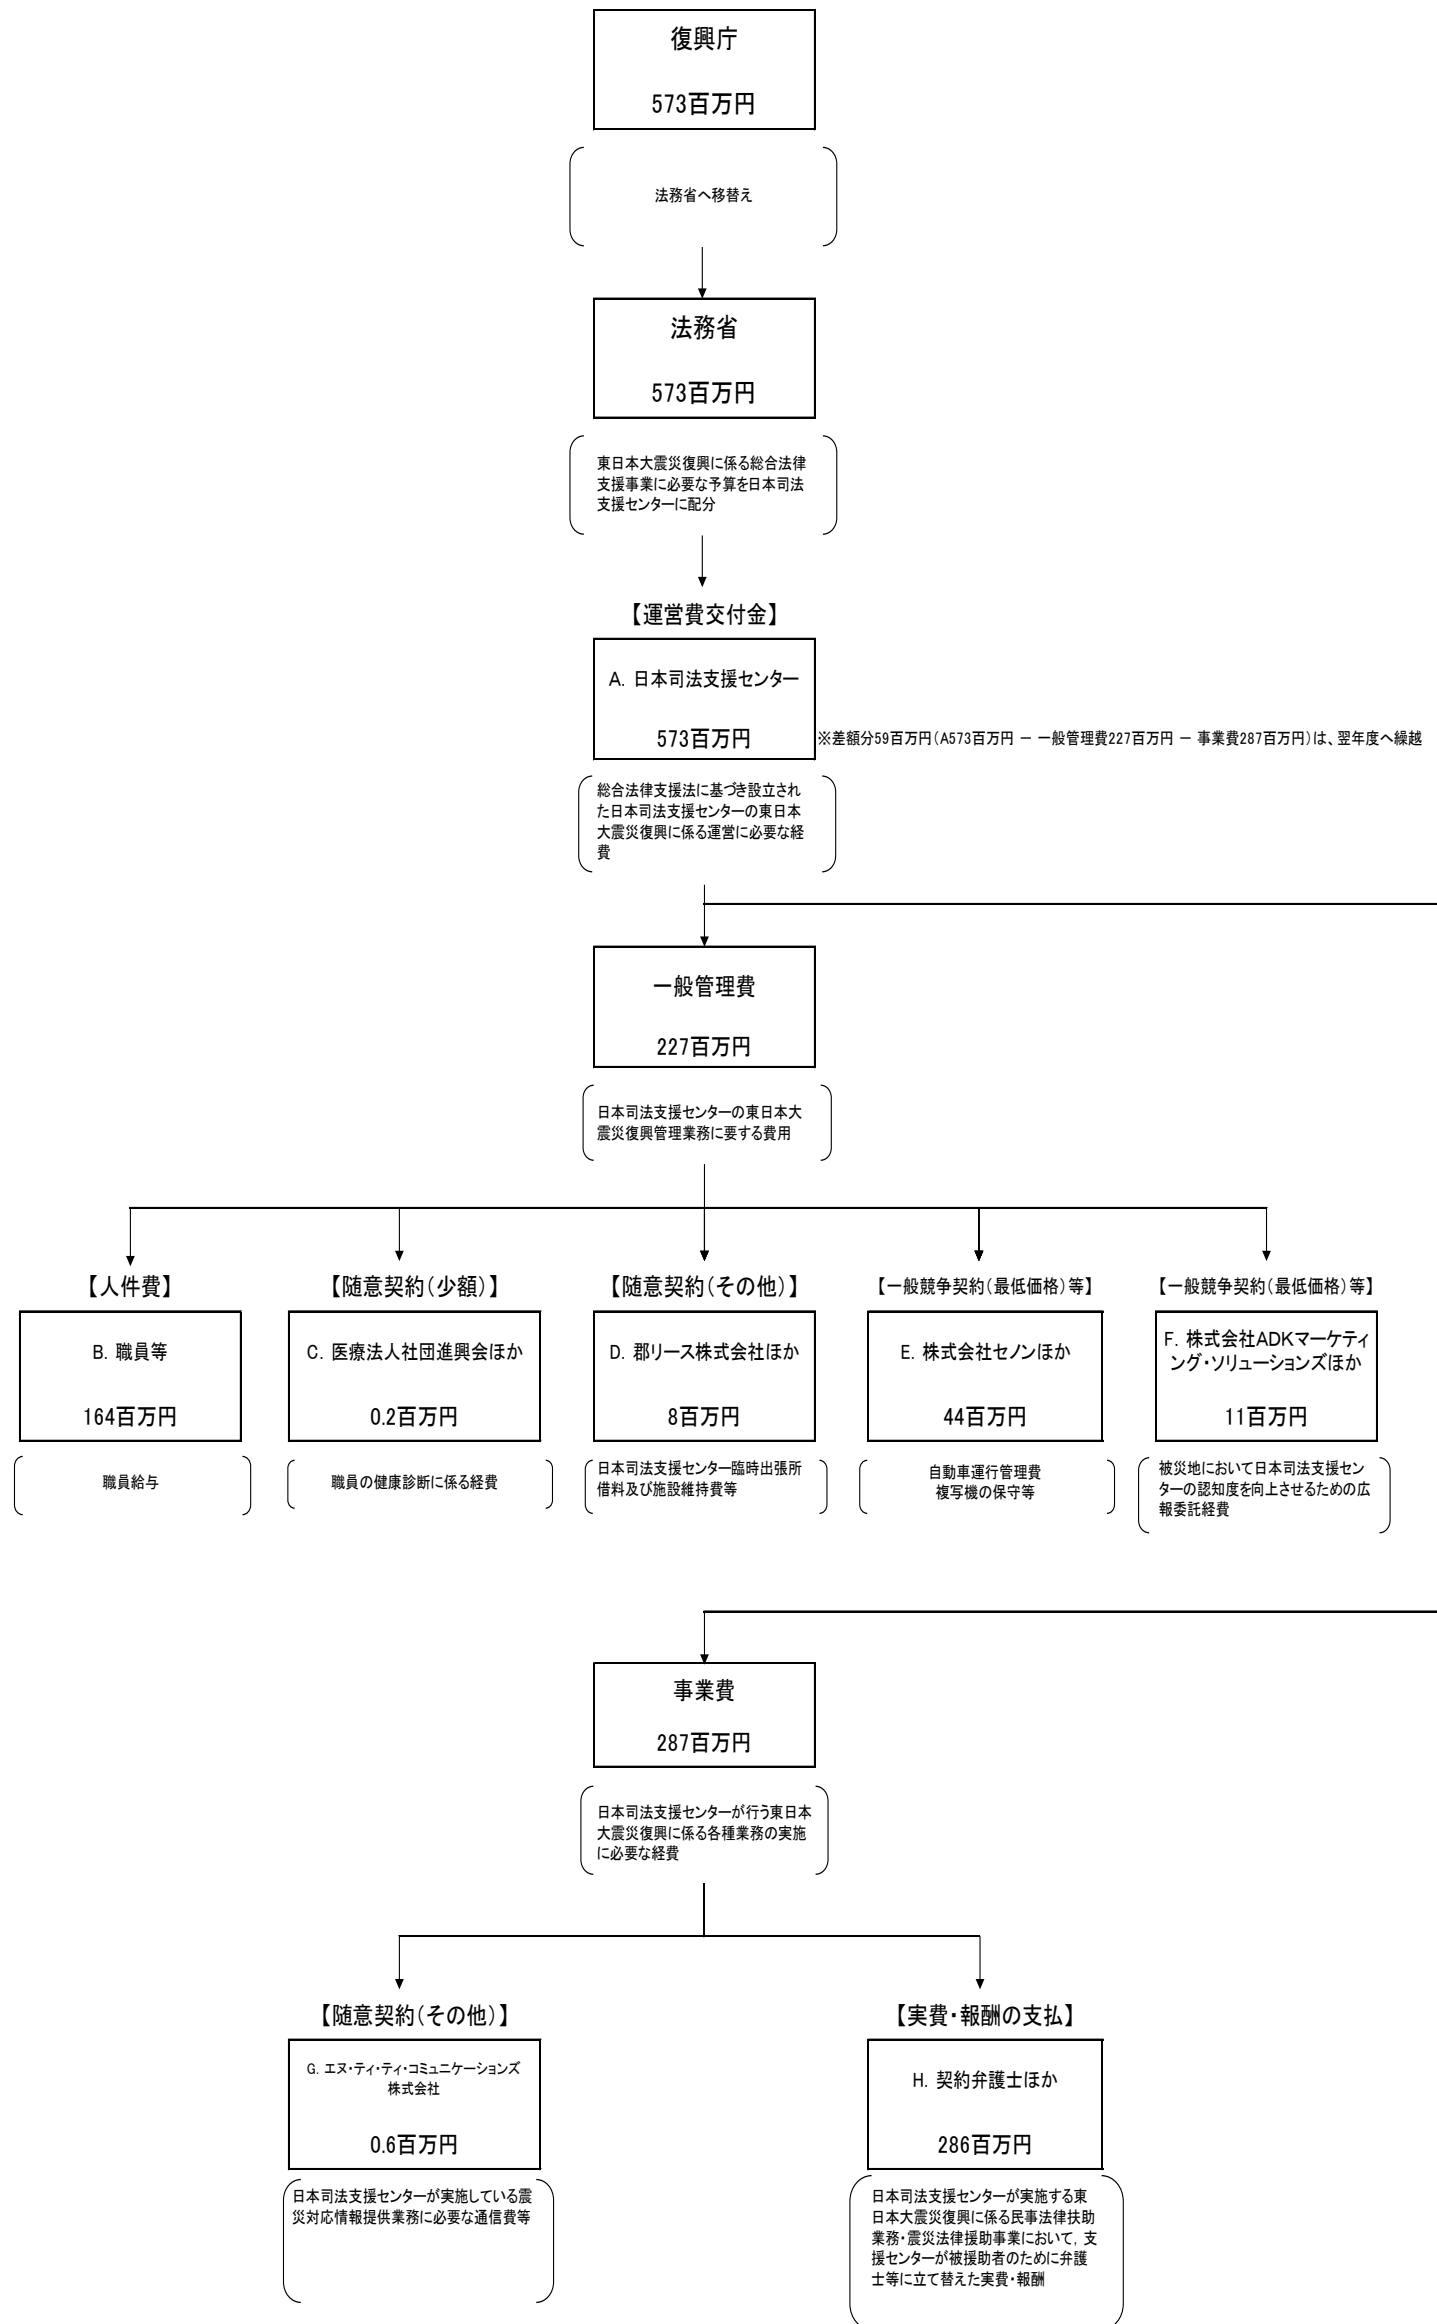 復興庁
573百万円
法務省へ移替え
法務省
573百万円
東日本大震災復興に係る総合法律
支援事業に必要な予算を日本司法
支援センターに配分
【運営費交付金】
A. 日本司法支援センター
573百万円
※差額分59百万円（A573百万円 － 一般管理費227百万円 － 事業費287百万円）は、翌年度へ繰越
総合法律支援法に基づき設立され
た日本司法支援センターの東日本
大震災復興に係る運営に必要な経
費
一般管理費
227百万円
日本司法支援センターの東日本大
震災復興管理業務に要する費用
【人件費】
B. 職員等
164百万円
職員給与
【随意契約（少額）】
C. 医療法人社団進興会ほか
0.2百万円
職員の健康診断に係る経費
【随意契約（その他）】
D. 郡リース株式会社ほか
8百万円
日本司法支援センター臨時出張所
借料及び施設維持費等
【一般競争契約（最低価格）等】
E. 株式会社セノンほか
44百万円
自動車運行管理費
複写機の保守等
【一般競争契約（最低価格）等】
F. 株式会社ADKマーケティ
ング・ソリューションズほか
11百万円
被災地において日本司法支援セン
ターの認知度を向上させるための広
報委託経費
事業費
287百万円
日本司法支援センターが行う東日本
大震災復興に係る各種業務の実施
に必要な経費
【随意契約（その他）】
G. エヌ・ティ・ティ・コミュニケーションズ
株式会社
0.6百万円
日本司法支援センターが実施している震
災対応情報提供業務に必要な通信費等
【実費・報酬の支払】
H. 契約弁護士ほか
286百万円
日本司法支援センターが実施する東
日本大震災復興に係る民事法律扶助
業務・震災法律援助事業において，支
援センターが被援助者のために弁護
士等に立て替えた実費・報酬